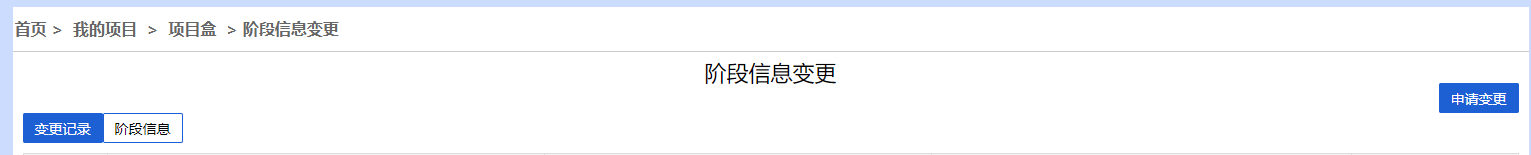 首页 > 我的项目 > 项目盒 > 阶段信息变更
阶段信息变更
申请变更
变更记录 阶段信息